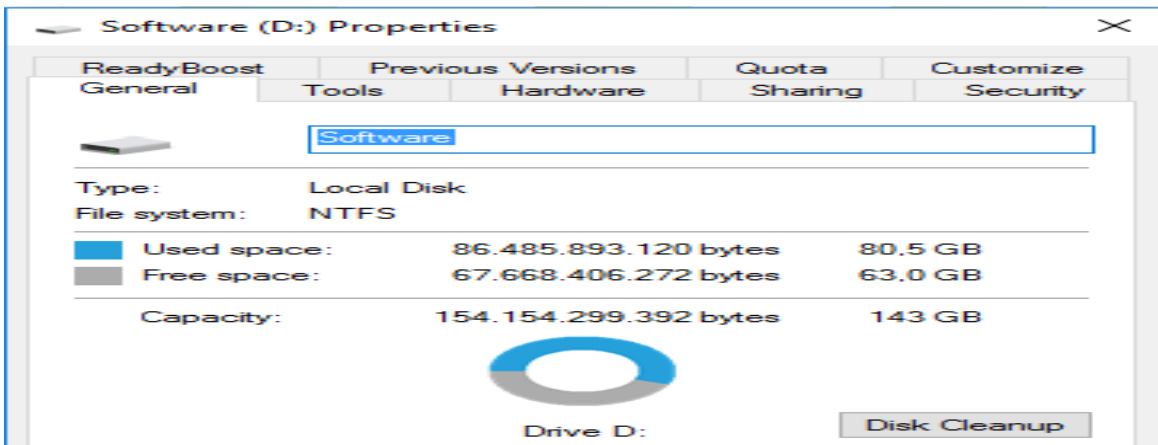 Software (D:) Properties
ReadyBoost Previous Versions Quota Customize
General Tools Hardware Sharing Security
Software
Type: Local Disk
File system: NTFS
Used space: 86.485.893.120 bytes 80,5 GB
Free space: 67.668.406.272 bytes 63,0 GB
Capacity: 154.154.299.392 bytes 143 GB
Drive D:
Disk Cleanup